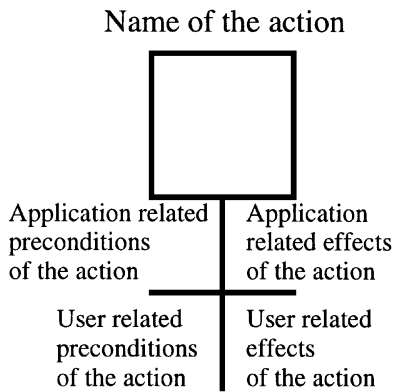 Name of the action
Application related
preconditions
of the action
Application
related effects
of the action
User related
preconditions
of the action
User related
effects
of the action